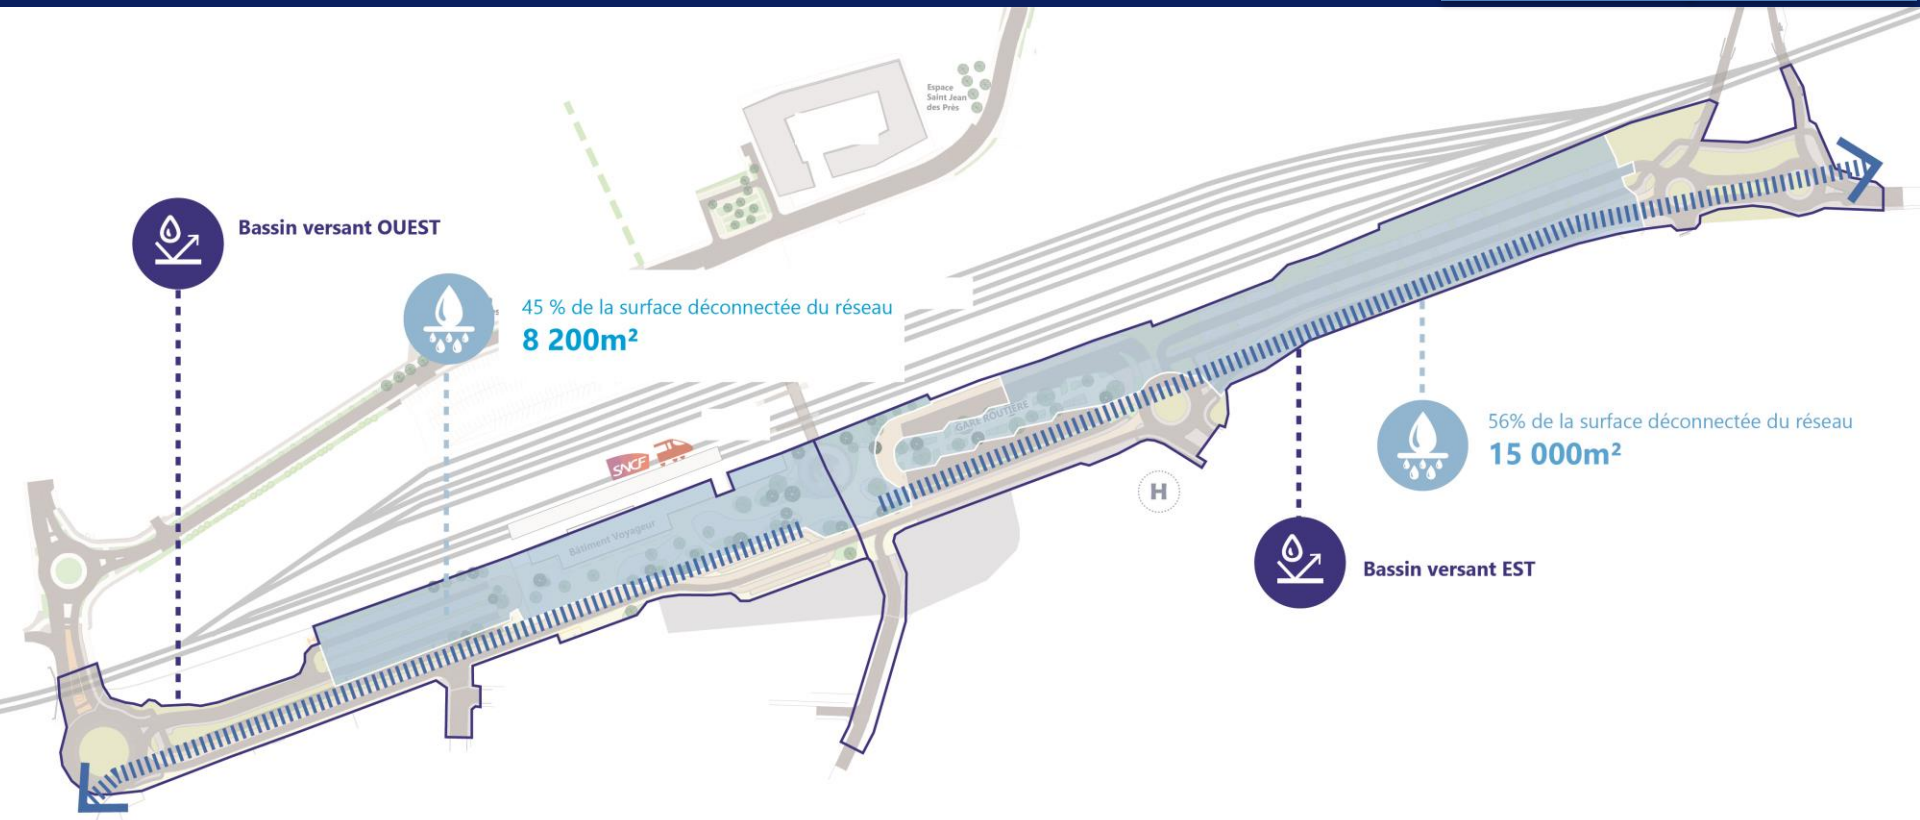 Espace
Saint Jean
des Près
Bassin versant OUEST
45 % de la surface déconnectée du réseau
8 200m²
GARE ROUTIÈRE
SNCF
56% de la surface déconnectée du réseau
15 000m²
H
Bâtiment Voyageur
Bassin versant EST